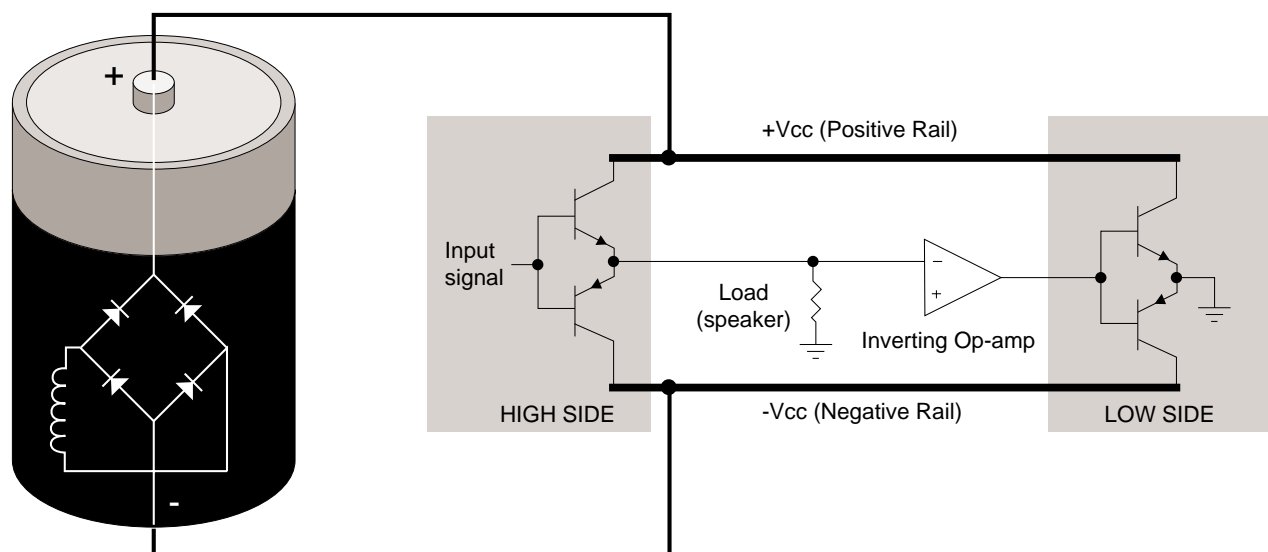 +
+Vcc (Positive Rail)
Input
signal
Load
(speaker)
−
+
Inverting Op-amp
HIGH SIDE
-Vcc (Negative Rail)
LOW SIDE
-